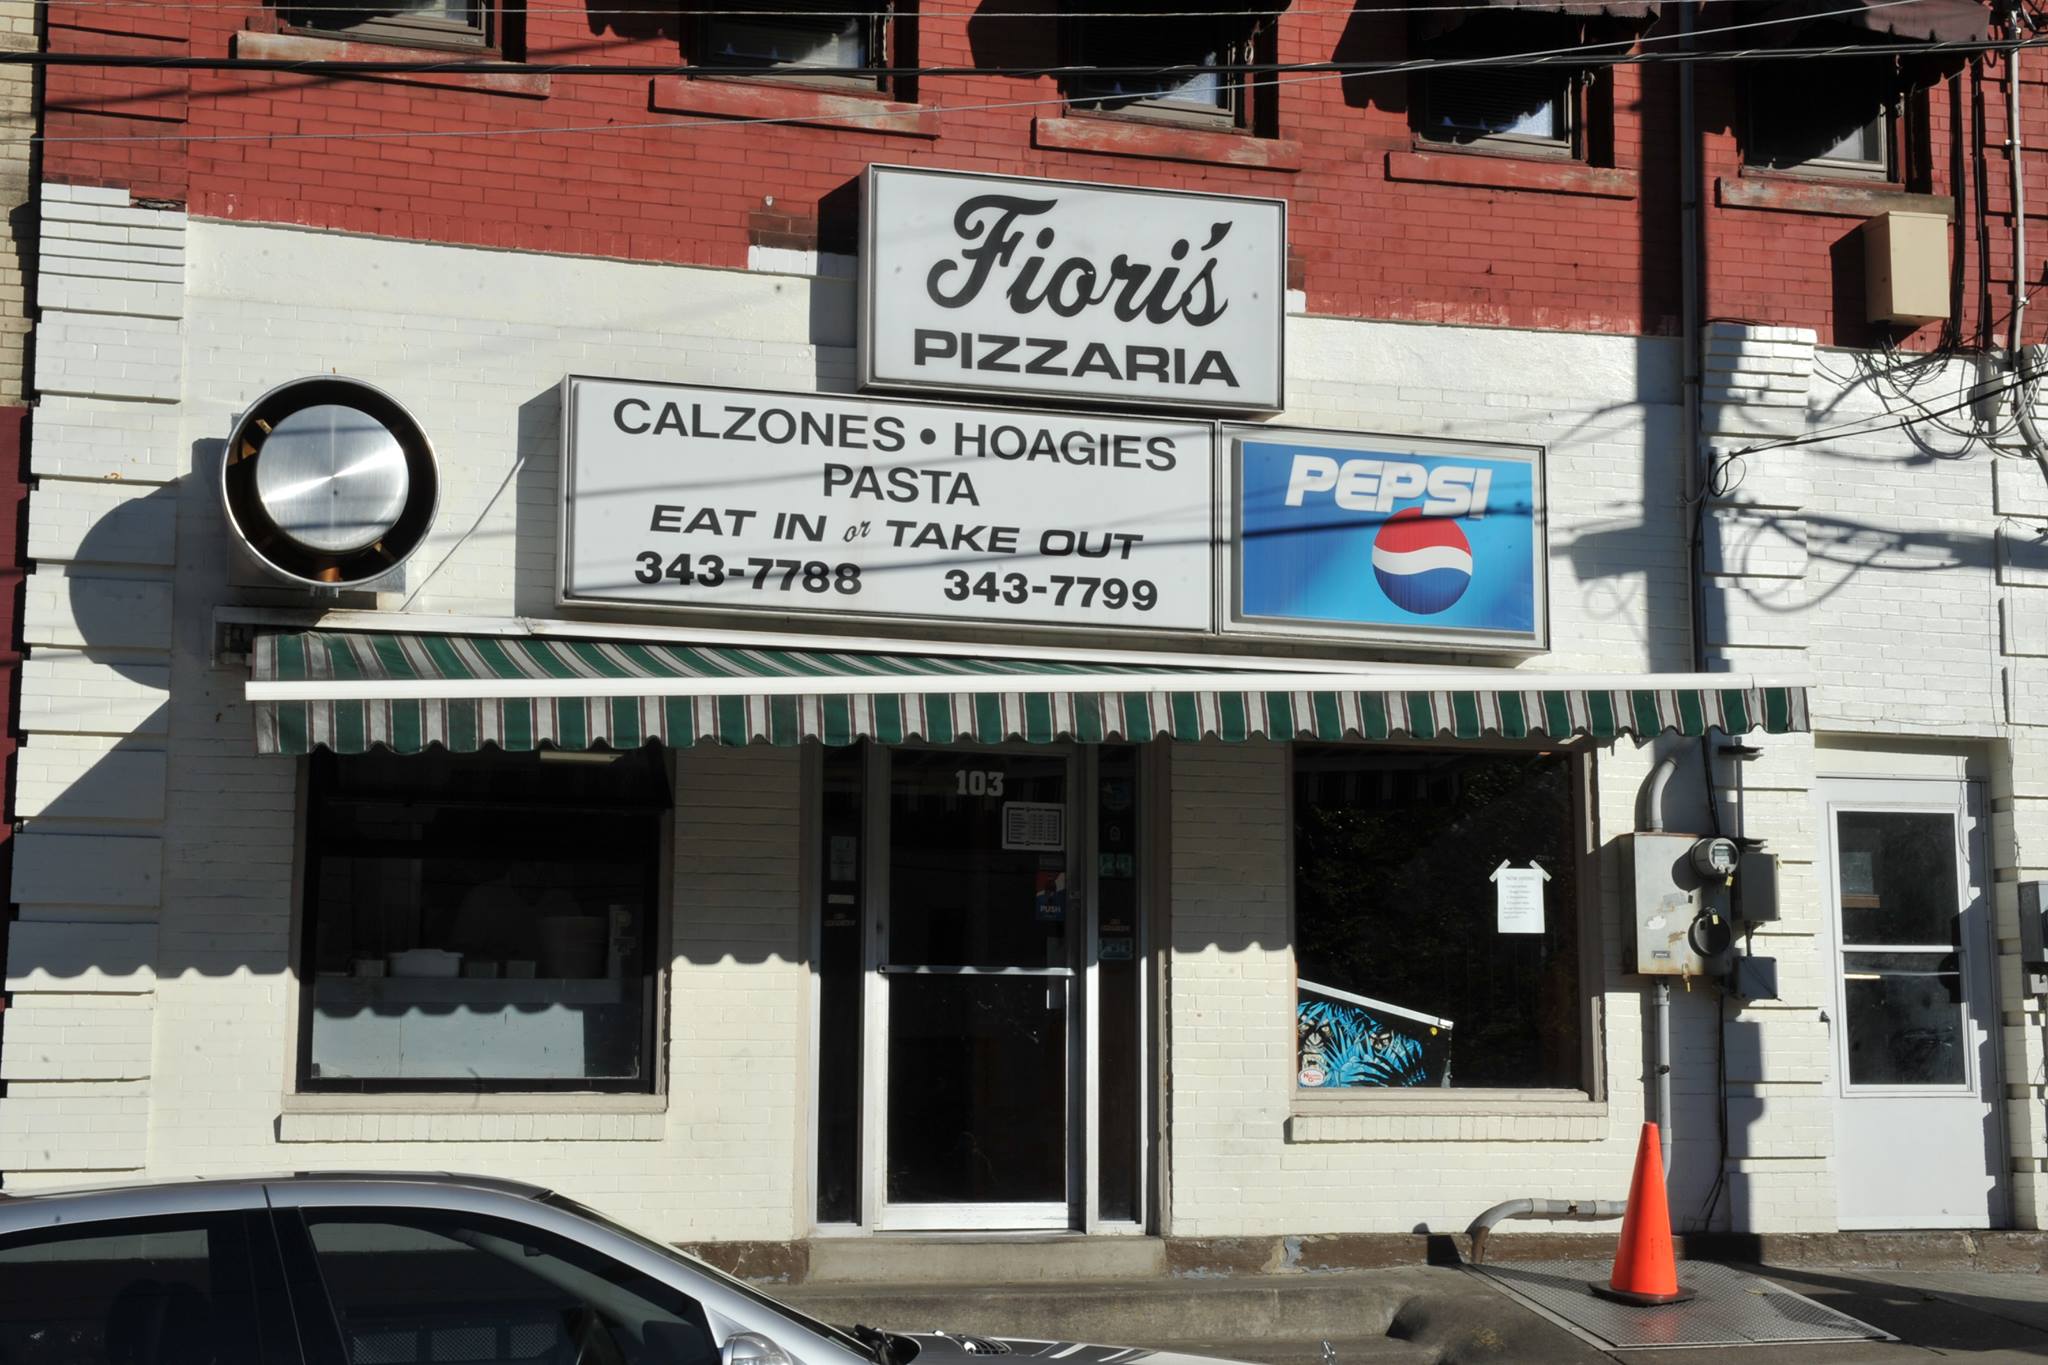 Fiori's
PIZZARIA
CALZONES • HOAGIES
PASTA
EAT IN or TAKE OUT
343-7788 343-7799
PEPSI
103
PUSH